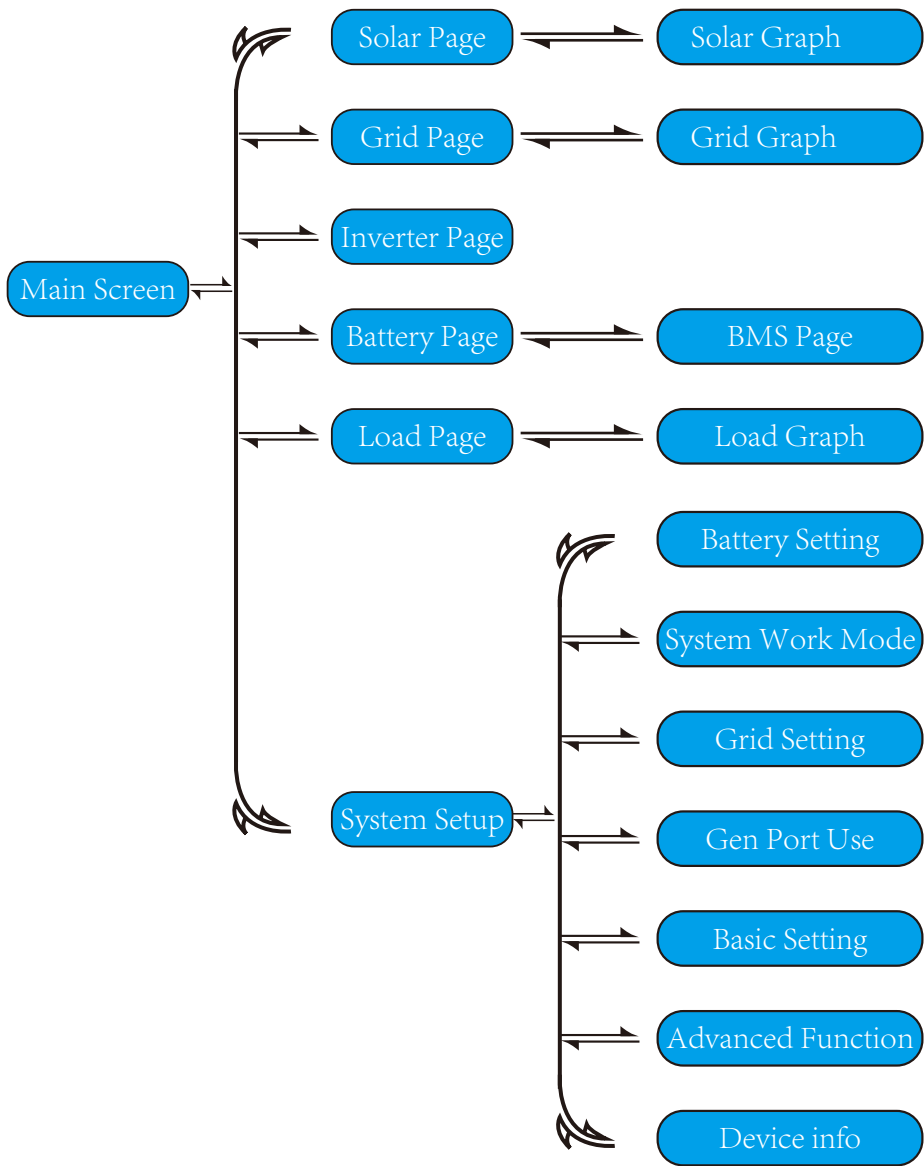 Solar Page
Solar Graph
Grid Page
Grid Graph
Inverter Page
Main Screen
Battery Page
BMS Page
Load Page
Load Graph
Battery Setting
System Work Mode
Grid Setting
System Setup
Gen Port Use
Basic Setting
Advanced Function
Device info